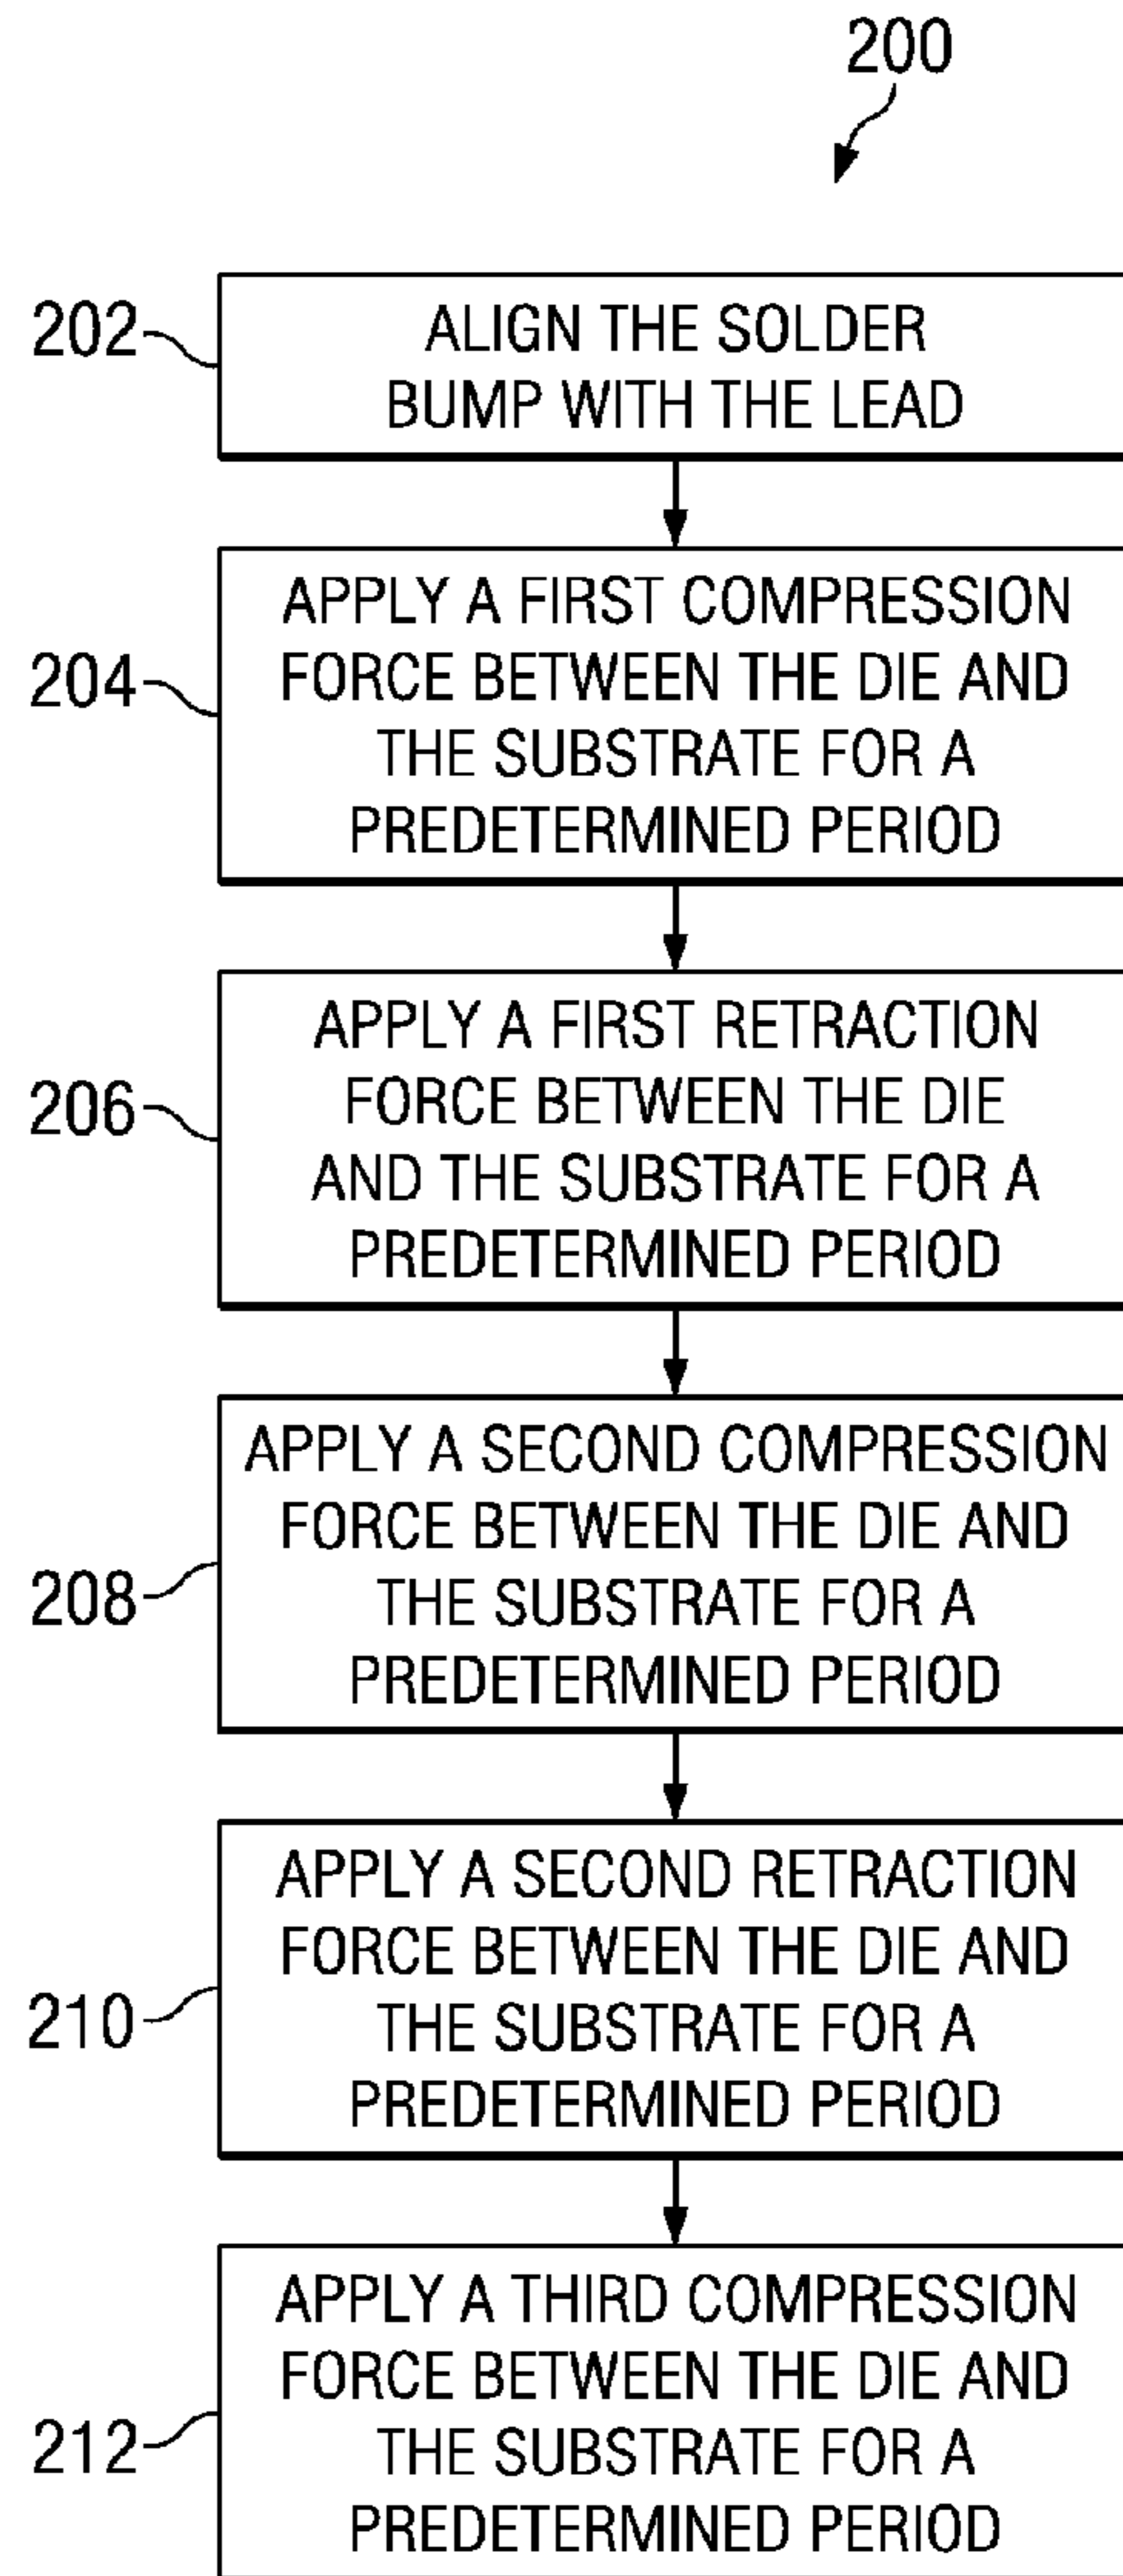 200
202
ALIGN THE SOLDER
BUMP WITH THE LEAD
204
APPLY A FIRST COMPRESSION
FORCE BETWEEN THE DIE AND
THE SUBSTRATE FOR A
PREDETERMINED PERIOD
206
APPLY A FIRST RETRACTION
FORCE BETWEEN THE DIE
AND THE SUBSTRATE FOR A
PREDETERMINED PERIOD
208
APPLY A SECOND COMPRESSION
FORCE BETWEEN THE DIE AND
THE SUBSTRATE FOR A
PREDETERMINED PERIOD
210
APPLY A SECOND RETRACTION
FORCE BETWEEN THE DIE AND
THE SUBSTRATE FOR A
PREDETERMINED PERIOD
212
APPLY A THIRD COMPRESSION
FORCE BETWEEN THE DIE AND
THE SUBSTRATE FOR A
PREDETERMINED PERIOD